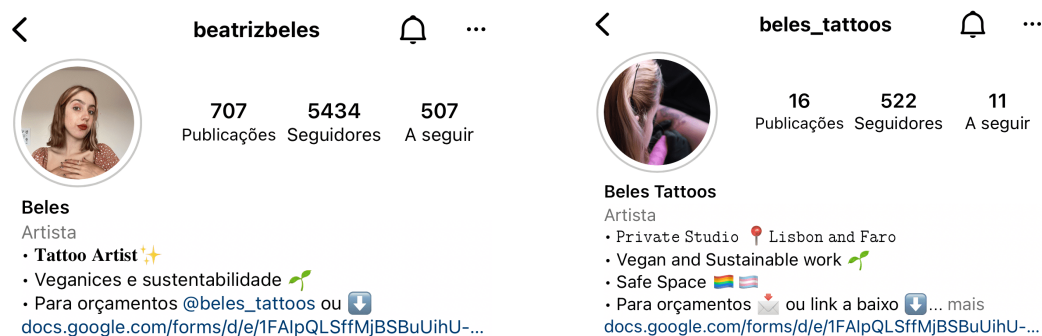 beatrizbeles
707 5434 507
Publicações Seguidores A seguir
Beles
Artista
• Tattoo Artist✨
• Veganices e sustentabilidade 🌱
• Para orçamentos @beles_tattoos ou ⬇️
docs.google.com/forms/d/e/1FAIpQLSffMjBSBuUihU-...
beles_tattoos
16 522 11
Publicações Seguidores A seguir
Beles Tattoos
Artista
• Private Studio 📍 Lisbon and Faro
• Vegan and Sustainable work 🌱
• Safe Space 🏳️‍🌈 🏳️‍⚧️
• Para orçamentos 📩 ou link a baixo ⬇️... mais
docs.google.com/forms/d/e/1FAIpQLSffMjBSBuUihU-...